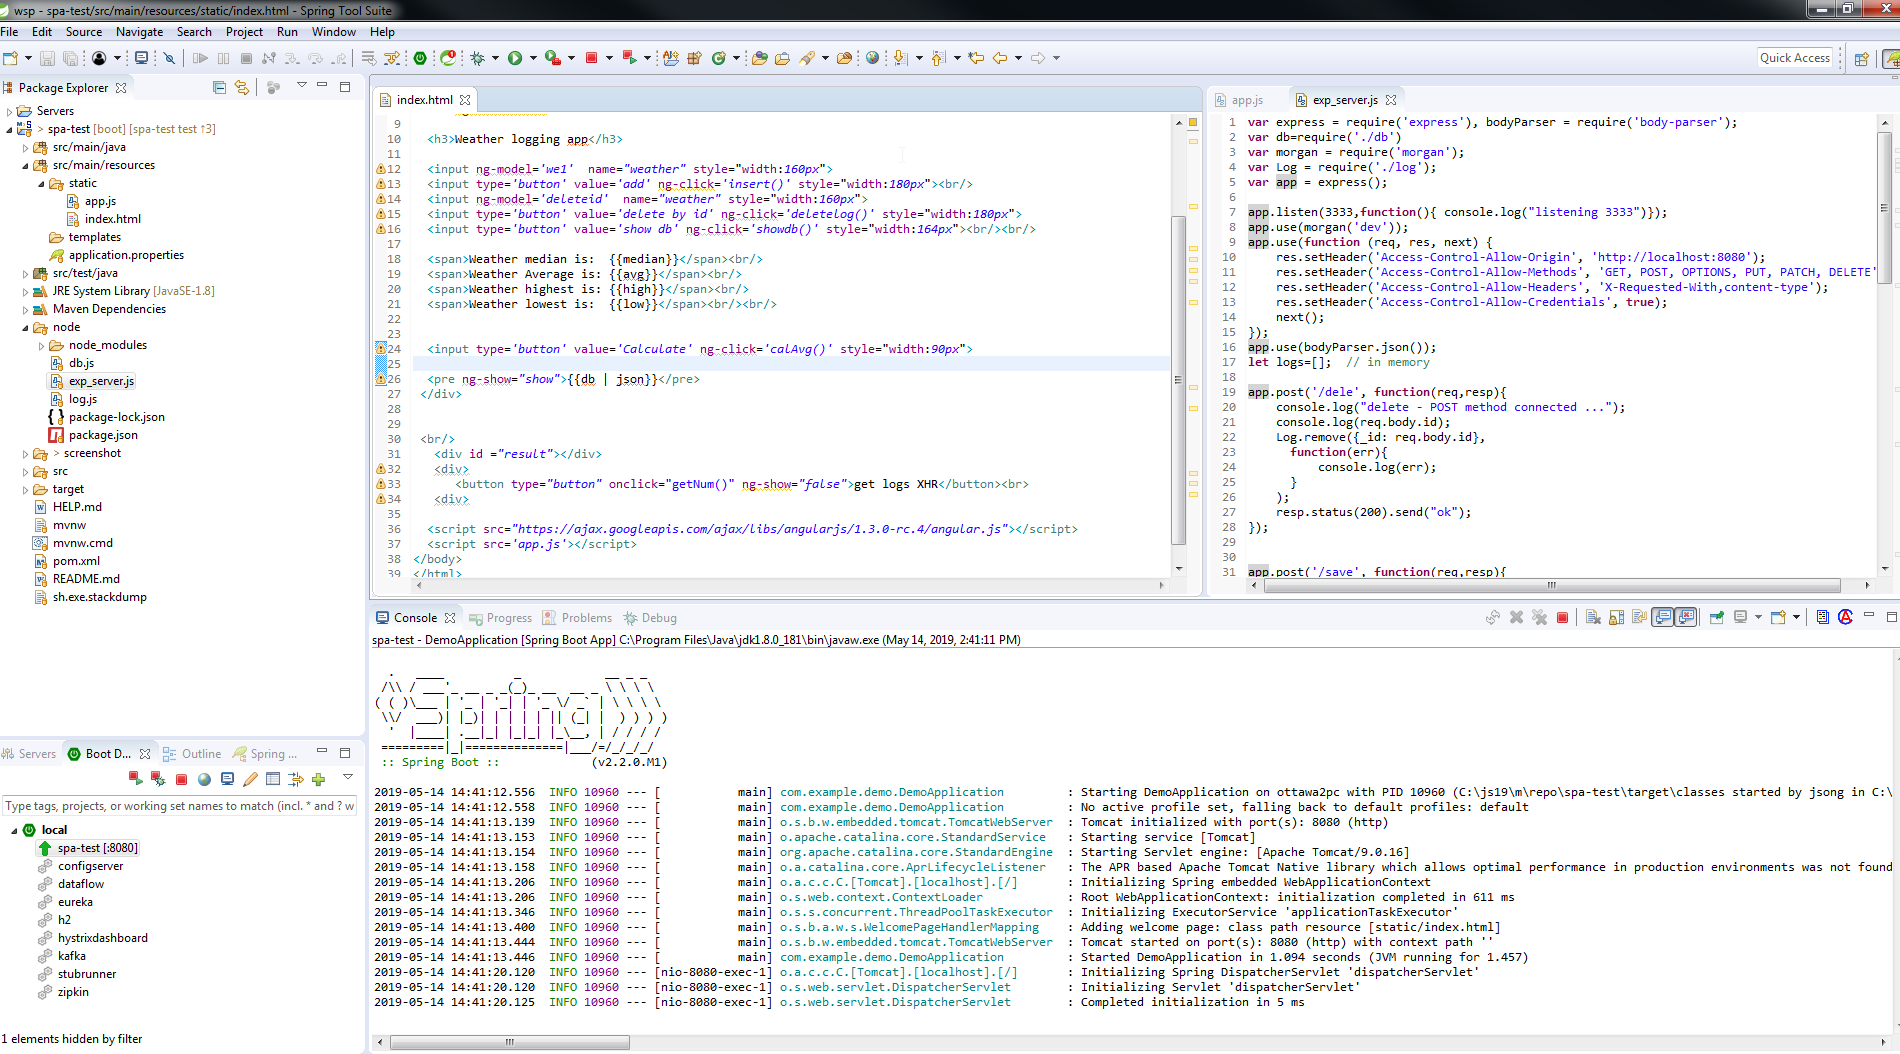 wsp - spa-test/src/main/resources/static/index.html - Spring Tool Suite
File Edit Source Navigate Search Project Run Window Help
Quick Access
Package Explorer
Servers
> spa-test [boot] [spa-test test ↑3]
src/main/java
src/main/resources
static
app.js
index.html
templates
application.properties
src/test/java
JRE System Library [JavaSE-1.8]
Maven Dependencies
node
node_modules
db.js
exp_server.js
log.js
package-lock.json
package.json
> screenshot
src
target
HELP.md
mvnw
mvnw.cmd
pom.xml
README.md
sh.exe.stackdump
index.html
9
10 <h3>Weather logging app</h3>
11
12 <input ng-model='we1'  name="weather" style="width:160px">
13 <input type='button' value='add' ng-click='insert()' style="width:180px"><br/>
14 <input ng-model='deleteid'  name="weather" style="width:160px">
15 <input type='button' value='delete by id' ng-click='deletelog()' style="width:180px">
16 <input type='button' value='show db' ng-click='showdb()' style="width:164px"><br/><br/>
17
18 <span>Weather median is:  {{median}}</span><br/>
19 <span>Weather Average is: {{avg}}</span><br/>
20 <span>Weather highest is: {{high}}</span><br/>
21 <span>Weather lowest is:  {{low}}</span><br/><br/>
22
23
24 <input type='button' value='Calculate' ng-click='calAvg()' style="width:90px">
25
26 <pre ng-show="show">{{db | json}}</pre>
27 </div>
28
29
30 <br/>
31 <div id ="result"></div>
32 <div>
33 <button type="button" onclick="getNum()" ng-show="false">get logs XHR</button><br>
34 <div>
35
36 <script src="https://ajax.googleapis.com/ajax/libs/angularjs/1.3.0-rc.4/angular.js"></script>
37 <script src='app.js'></script>
38 </body>
39 </html>
app.js exp_server.js
1 var express = require('express'), bodyParser = require('body-parser');
2 var db=require('./db')
3 var morgan = require('morgan');
4 var Log = require('./log');
5 var app = express();
6
7 app.listen(3333,function(){ console.log("listening 3333")});
8 app.use(morgan('dev'));
9 app.use(function (req, res, next) {
10 res.setHeader('Access-Control-Allow-Origin', 'http://localhost:8080');
11 res.setHeader('Access-Control-Allow-Methods', 'GET, POST, OPTIONS, PUT, PATCH, DELETE'
12 res.setHeader('Access-Control-Allow-Headers', 'X-Requested-With,content-type');
13 res.setHeader('Access-Control-Allow-Credentials', true);
14 next();
15 });
16 app.use(bodyParser.json());
17 let logs=[];  // in memory
18
19 app.post('/dele', function(req,resp){
20 console.log("delete - POST method connected ...");
21 console.log(req.body.id);
22 Log.remove({_id: req.body.id},
23 function(err){
24 console.log(err);
25 }
26 );
27 resp.status(200).send("ok");
28 });
29
30
31 app.post('/save', function(req,resp){
Servers Boot D... Outline Spring ...
Type tags, projects, or working set names to match (incl. * and ? w
local
spa-test [:8080]
configserver
dataflow
eureka
h2
hystrixdashboard
kafka
stubrunner
zipkin
1 elements hidden by filter
Console Progress Problems Debug
spa-test - DemoApplication [Spring Boot App] C:\Program Files\Java\jdk1.8.0_181\bin\javaw.exe (May 14, 2019, 2:41:11 PM)
  .   ____          _            __ _ _
 /\\ / ___'_ __ _ _(_)_ __  __ _ \ \ \ \
( ( )\___ | '_ | '_| | '_ \/ _` | \ \ \ \
 \\/  ___)| |_)| | | | | || (_| |  ) ) ) )
  '  |____| .__|_| |_|_| |_\__, | / / / /
 =========|_|==============|___/=/_/_/_/
 :: Spring Boot ::             (v2.2.0.M1)
2019-05-14 14:41:12.556  INFO 10960 --- [           main] com.example.demo.DemoApplication         : Starting DemoApplication on ottawa2pc with PID 10960 (C:\js19\m\repo\spa-test\target\classes started by jsong in C:\
2019-05-14 14:41:12.558  INFO 10960 --- [           main] com.example.demo.DemoApplication         : No active profile set, falling back to default profiles: default
2019-05-14 14:41:13.139  INFO 10960 --- [           main] o.s.b.w.embedded.tomcat.TomcatWebServer  : Tomcat initialized with port(s): 8080 (http)
2019-05-14 14:41:13.153  INFO 10960 --- [           main] o.apache.catalina.core.StandardService   : Starting service [Tomcat]
2019-05-14 14:41:13.154  INFO 10960 --- [           main] org.apache.catalina.core.StandardEngine  : Starting Servlet engine: [Apache Tomcat/9.0.16]
2019-05-14 14:41:13.158  INFO 10960 --- [           main] o.a.catalina.core.AprLifecycleListener   : The APR based Apache Tomcat Native library which allows optimal performance in production environments was not found
2019-05-14 14:41:13.206  INFO 10960 --- [           main] o.a.c.c.C.[Tomcat].[localhost].[/]       : Initializing Spring embedded WebApplicationContext
2019-05-14 14:41:13.206  INFO 10960 --- [           main] o.s.web.context.ContextLoader            : Root WebApplicationContext: initialization completed in 611 ms
2019-05-14 14:41:13.346  INFO 10960 --- [           main] o.s.s.concurrent.ThreadPoolTaskExecutor  : Initializing ExecutorService 'applicationTaskExecutor'
2019-05-14 14:41:13.400  INFO 10960 --- [           main] o.s.b.a.w.s.WelcomePageHandlerMapping    : Adding welcome page: class path resource [static/index.html]
2019-05-14 14:41:13.444  INFO 10960 --- [           main] o.s.b.w.embedded.tomcat.TomcatWebServer  : Tomcat started on port(s): 8080 (http) with context path ''
2019-05-14 14:41:13.446  INFO 10960 --- [           main] com.example.demo.DemoApplication         : Started DemoApplication in 1.094 seconds (JVM running for 1.457)
2019-05-14 14:41:20.120  INFO 10960 --- [nio-8080-exec-1] o.a.c.c.C.[Tomcat].[localhost].[/]       : Initializing Spring DispatcherServlet 'dispatcherServlet'
2019-05-14 14:41:20.120  INFO 10960 --- [nio-8080-exec-1] o.s.web.servlet.DispatcherServlet        : Initializing Servlet 'dispatcherServlet'
2019-05-14 14:41:20.125  INFO 10960 --- [nio-8080-exec-1] o.s.web.servlet.DispatcherServlet        : Completed initialization in 5 ms